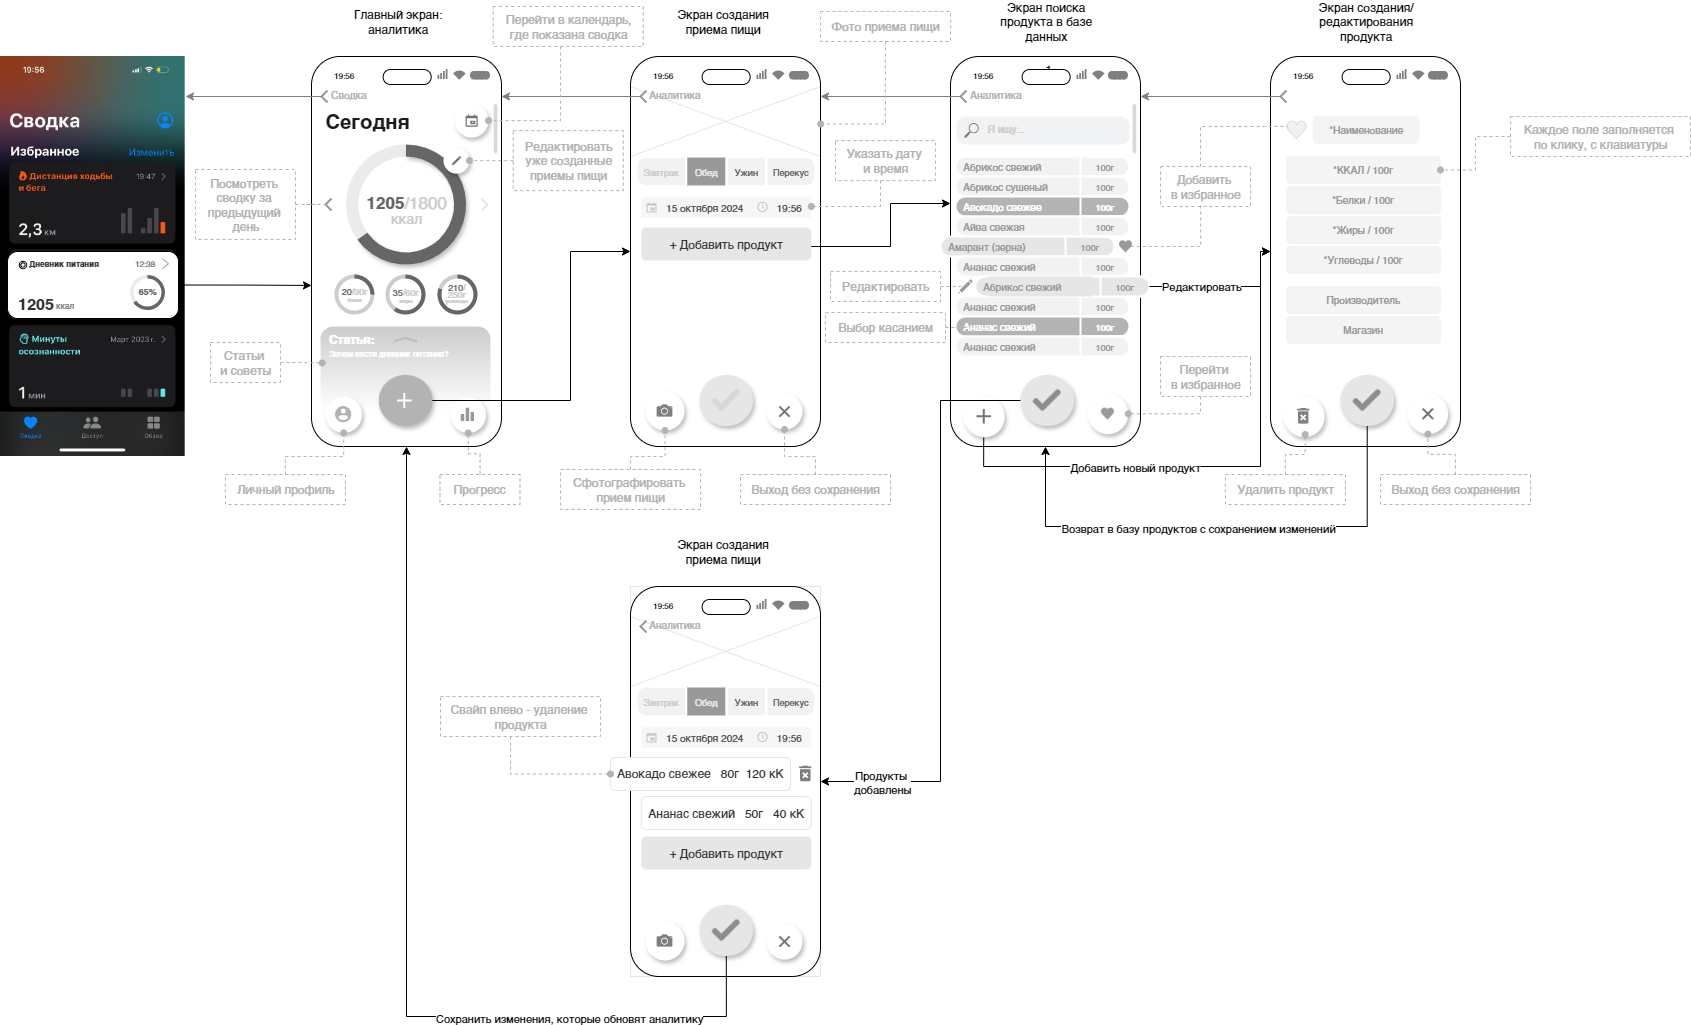 Главный экран:
аналитика
Перейти в календарь,
где показана сводка
Экран создания
приема пищи
Фото приема пищи
Экран поиска
продукта в базе
данных
Экран создания/
редактирования
продукта
19:56
Сводка
Избранное
Изменить
Дистанция ходьбы
и бега
19:47
2,3 км
Дневник питания
12:38
65%
1205 ккал
Минуты
осознанности
Март 2023 г.
1 мин
Сводка
Доступ
Обзор
Посмотреть
сводку за
предыдущий
день
Статьи
и советы
19:56
Сводка
Сегодня
1205/1800
ккал
20/90г
белки
35/60г
жиры
210/
250г
углеводы
Статья:
Зачем вести дневник питания?
Личный профиль
Прогресс
Редактировать
уже созданные
приемы пищи
19:56
Аналитика
Завтрак
Обед
Ужин
Перекус
15 октября 2024
19:56
+ Добавить продукт
Сфотографировать
прием пищи
Выход без сохранения
Указать дату
и время
Редактировать
Выбор касанием
19:56
Аналитика
Я ищу...
Абрикос свежий 100г
Абрикос сушеный 100г
Авокадо свежее 100г
Айва свежая 100г
Амарант (зерна) 100г
Ананас свежий 100г
Абрикос свежий 100г
Ананас свежий 100г
Ананас свежий 100г
Ананас свежий 100г
Добавить
в избранное
Редактировать
Перейти
в избранное
Добавить новый продукт
Возврат в базу продуктов с сохранением изменений
19:56
*Наименование
*ККАЛ / 100г
*Белки / 100г
*Жиры / 100г
*Углеводы / 100г
Производитель
Магазин
Каждое поле заполняется
по клику, с клавиатуры
Удалить продукт
Выход без сохранения
Экран создания
приема пищи
19:56
Аналитика
Завтрак
Обед
Ужин
Перекус
15 октября 2024
19:56
Свайп влево - удаление
продукта
Авокадо свежее 80г 120 кК
Ананас свежий 50г 40 кК
+ Добавить продукт
Продукты
добавлены
Сохранить изменения, которые обновят аналитику